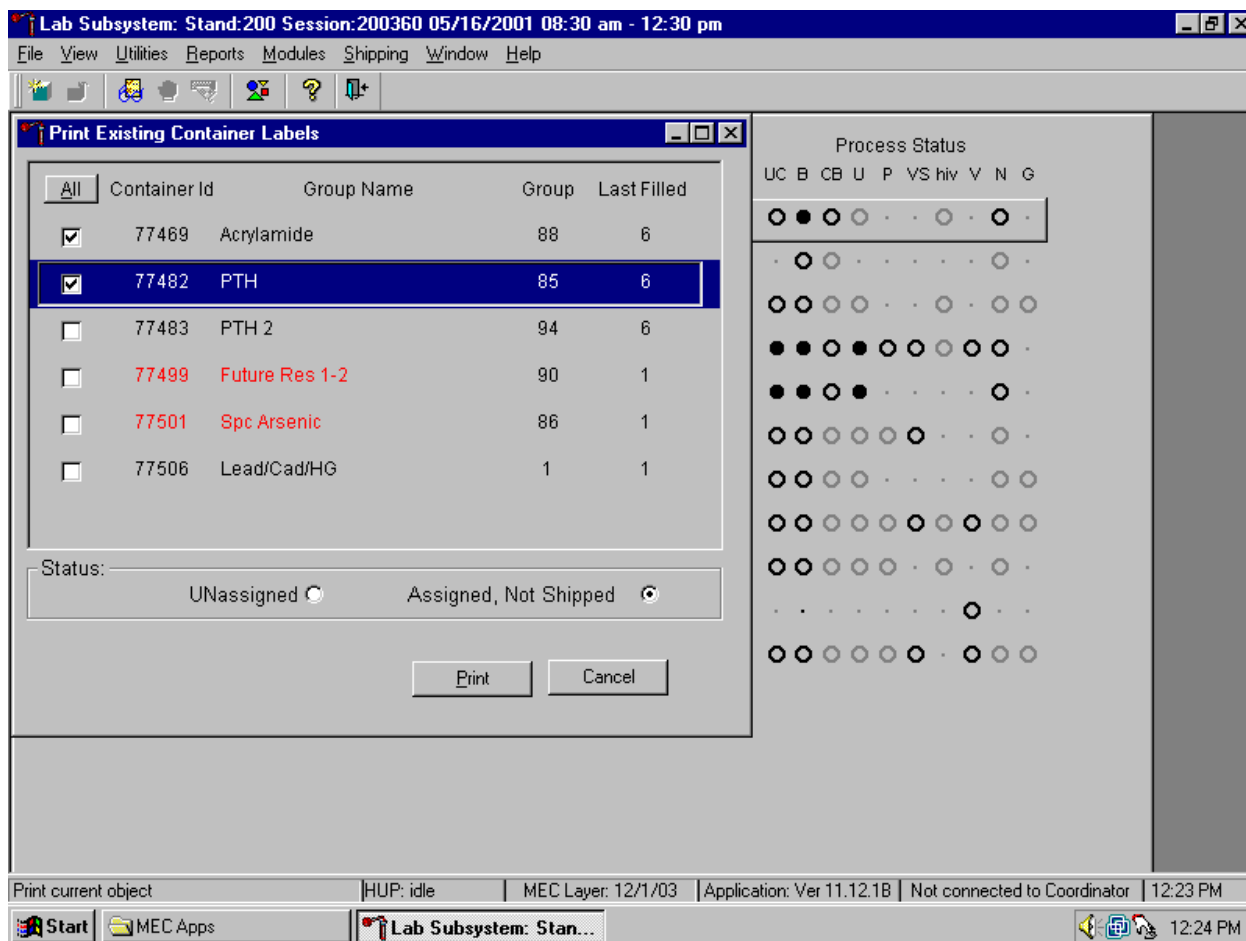 Lab Subsystem: Stand:200 Session:200360 05/16/2001 08:30 am - 12:30 pm
File View Utilities Reports Modules Shipping Window Help
Print Existing Container Labels
All Container Id Group Name Group Last Filled
77469 Acrylamide 88 6
77482 PTH 85 6
77483 PTH 2 94 6
77499 Future Res 1-2 90 1
77501 Spc Arsenic 86 1
77506 Lead/Cad/HG 1 1
Status:
UNassigned Assigned, Not Shipped
Print Cancel
Process Status
UC B CB U P VS hiv V N G
Print current object HUP: idle MEC Layer: 12/1/03 Application: Ver 11.12.1B Not connected to Coordinator 12:23 PM
Start MEC Apps Lab Subsystem: Stan... 12:24 PM